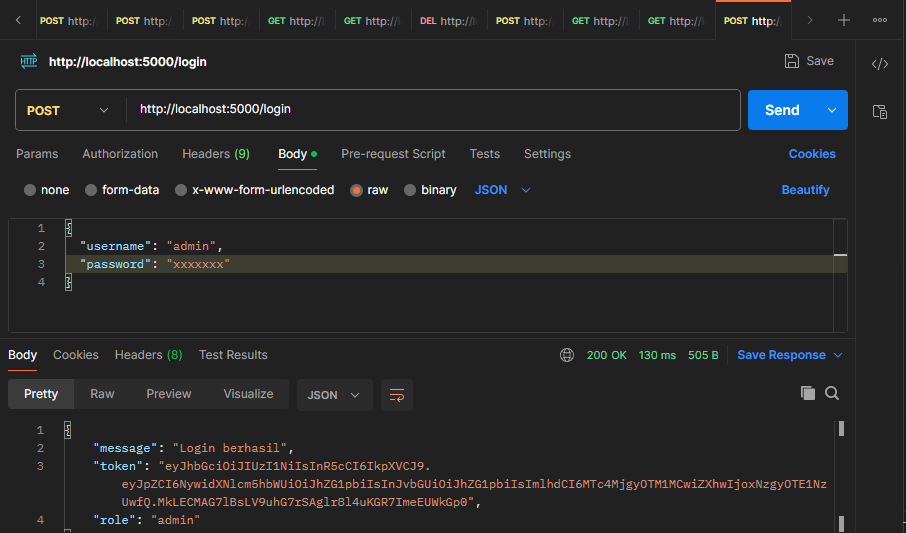 POST http:/ POST http:/ POST http:/ GET http://l GET http://l DEL http://l POST http:/ GET http://l GET http://l POST http:/
HTTP http://localhost:5000/login Save
POST http://localhost:5000/login Send
Params Authorization Headers (9) Body Pre-request Script Tests Settings Cookies
none form-data x-www-form-urlencoded raw binary JSON Beautify
1 {
2 "username": "admin",
3 "password": "xxxxxxx"
4 }
Body Cookies Headers (8) Test Results 200 OK 130 ms 505 B Save Response
Pretty Raw Preview Visualize JSON
1 {
2 "message": "Login berhasil",
3 "token": "eyJhbGciOiJIUzI1NiIsInR5cCI6IkpXVCJ9.
eyJpZCI6NywidXNlcm5hbWUiOiJhZG1pbiIsInJvbGUiOiJhZG1pbiIsImlhdCI6MTc4MjgyOTM1MCwiZXhwIjoxNzgyOTE1Nz
UwfQ.MkLECMAG7lBsLV9uhG7rSAglr8l4uKGR7ImeEUWkGp0",
4 "role": "admin"